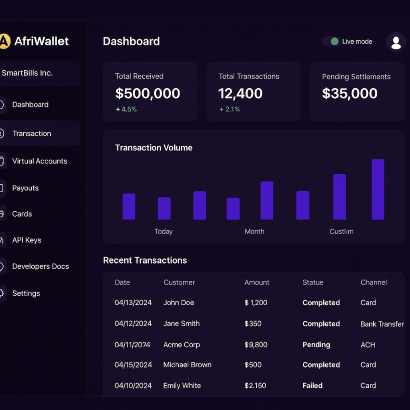 AfriWallet
SmartBills Inc.
Dashboard
Transaction
Virtual Accounts
Payouts
Cards
API Keys
Developers Docs
Settings
Dashboard
Live mode
Total Received
$500,000
+ 4.5%
Total Transactions
12,400
+ 2.1%
Pending Settlements
$35,000
Transaction Volume
Today Month Custlim
Recent Transactions
Date Customer Amount Statue Channel
04/13/2024 John Doe $ 1,200 Completed Card
04/12/2024 Jane Smith $350 Completed Bank Transfer
04/11/2024 Acme Corp $9,800 Pending ACH
04/15/2024 Michael Brown $500 Completed Card
04/10/2024 Emily White $2.150 Failed Card